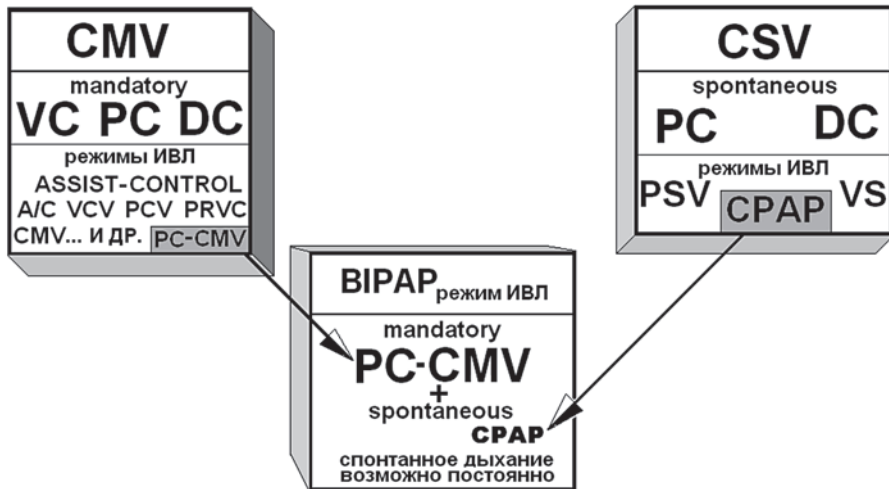 CMV
mandatory
VC PC DC
режимы ИВЛ
ASSIST-CONTROL
A/C VCV PCV PRVC
CMV... И ДР. PC-CMV
CSV
spontaneous
PC DC
режимы ИВЛ
PSV CPAP VS
BIPAP режим ИВЛ
mandatory
PC-CMV
+
spontaneous
CPAP
спонтанное дыхание
возможно постоянно